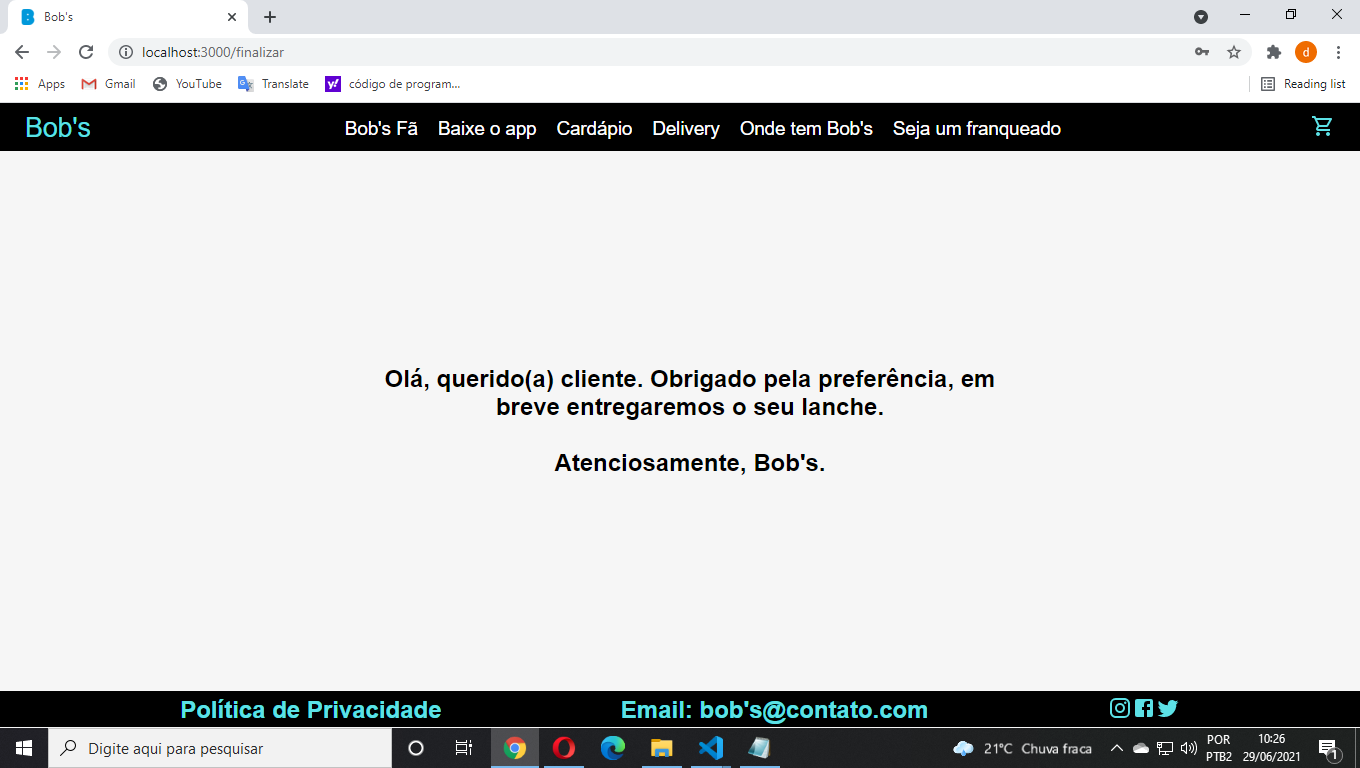 Bob's
localhost:3000/finalizar
d
Apps Gmail YouTube Translate código de program... Reading list
Bob's Bob's Fã Baixe o app Cardápio Delivery Onde tem Bob's Seja um franqueado
Olá, querido(a) cliente. Obrigado pela preferência, em
breve entregaremos o seu lanche.
Atenciosamente, Bob's.
Política de Privacidade Email: bob's@contato.com
Digite aqui para pesquisar
21°C Chuva fraca
POR
PTB2
10:26
29/06/2021
1